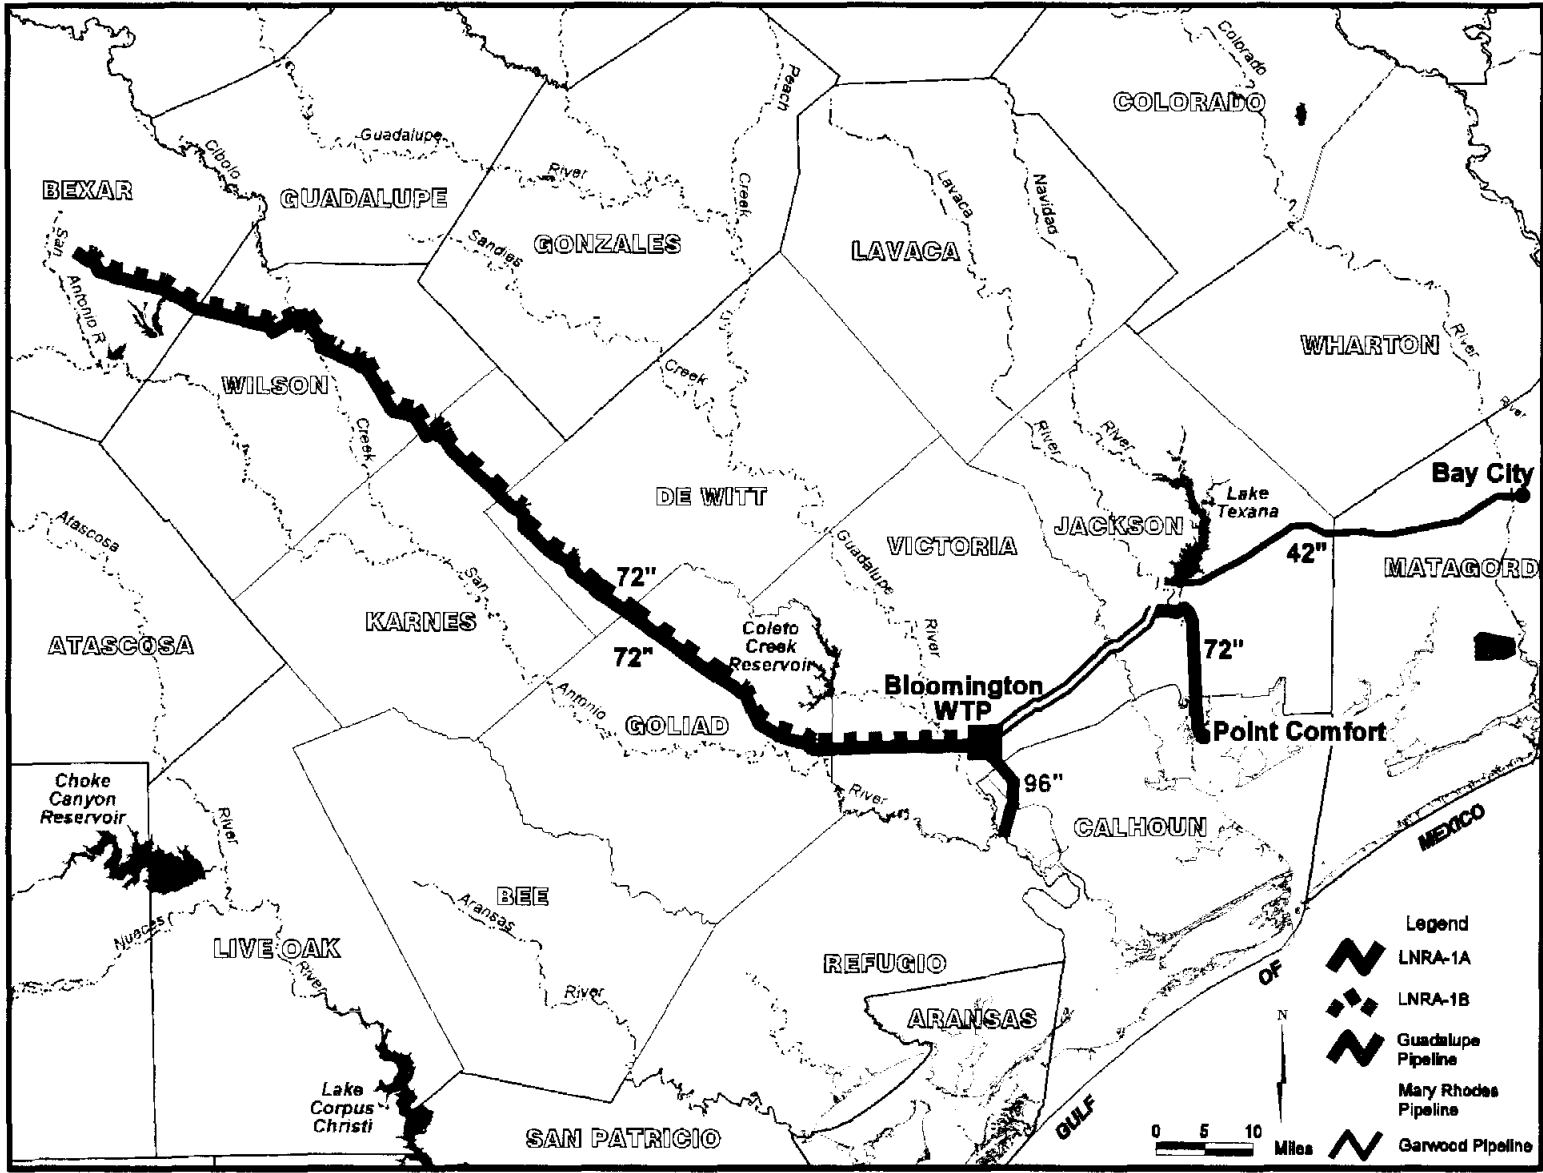 Colorado
Peach
COLORADO
Guadalupe
Cibolo
River
BEXAR
GUADALUPE
Creek
Lavaca
Navidad
San
Sandies
GONZALES
LAVACA
Antonio R
River
WHARTON
WILSON
Creek
River
Creek
River
River
Bay City
DE WITT
Lake
Texana
Atascosa
JACKSON
VICTORIA
42"
Guadalupe
MATAGORD
San
72"
KARNES
ATASCOSA
Coleto
Creek
Reservoir
River
72"
72"
Bloomington
WTP
Antonio
GOLIAD
Point Comfort
Choke
Canyon
Reservoir
96"
River
River
CALHOUN
MEXICO
BEE
Aransas
Nueces
LIVE OAK
River
REFUGIO
OF
River
ARANSAS
GULF
Lake
Corpus
Christi
SAN PATRICIO
Legend
LNRA-1A
LNRA-1B
N
Guadalupe
Pipeline
Mary Rhodes
Pipeline
Garwood Pipeline
0 5 10
Miles